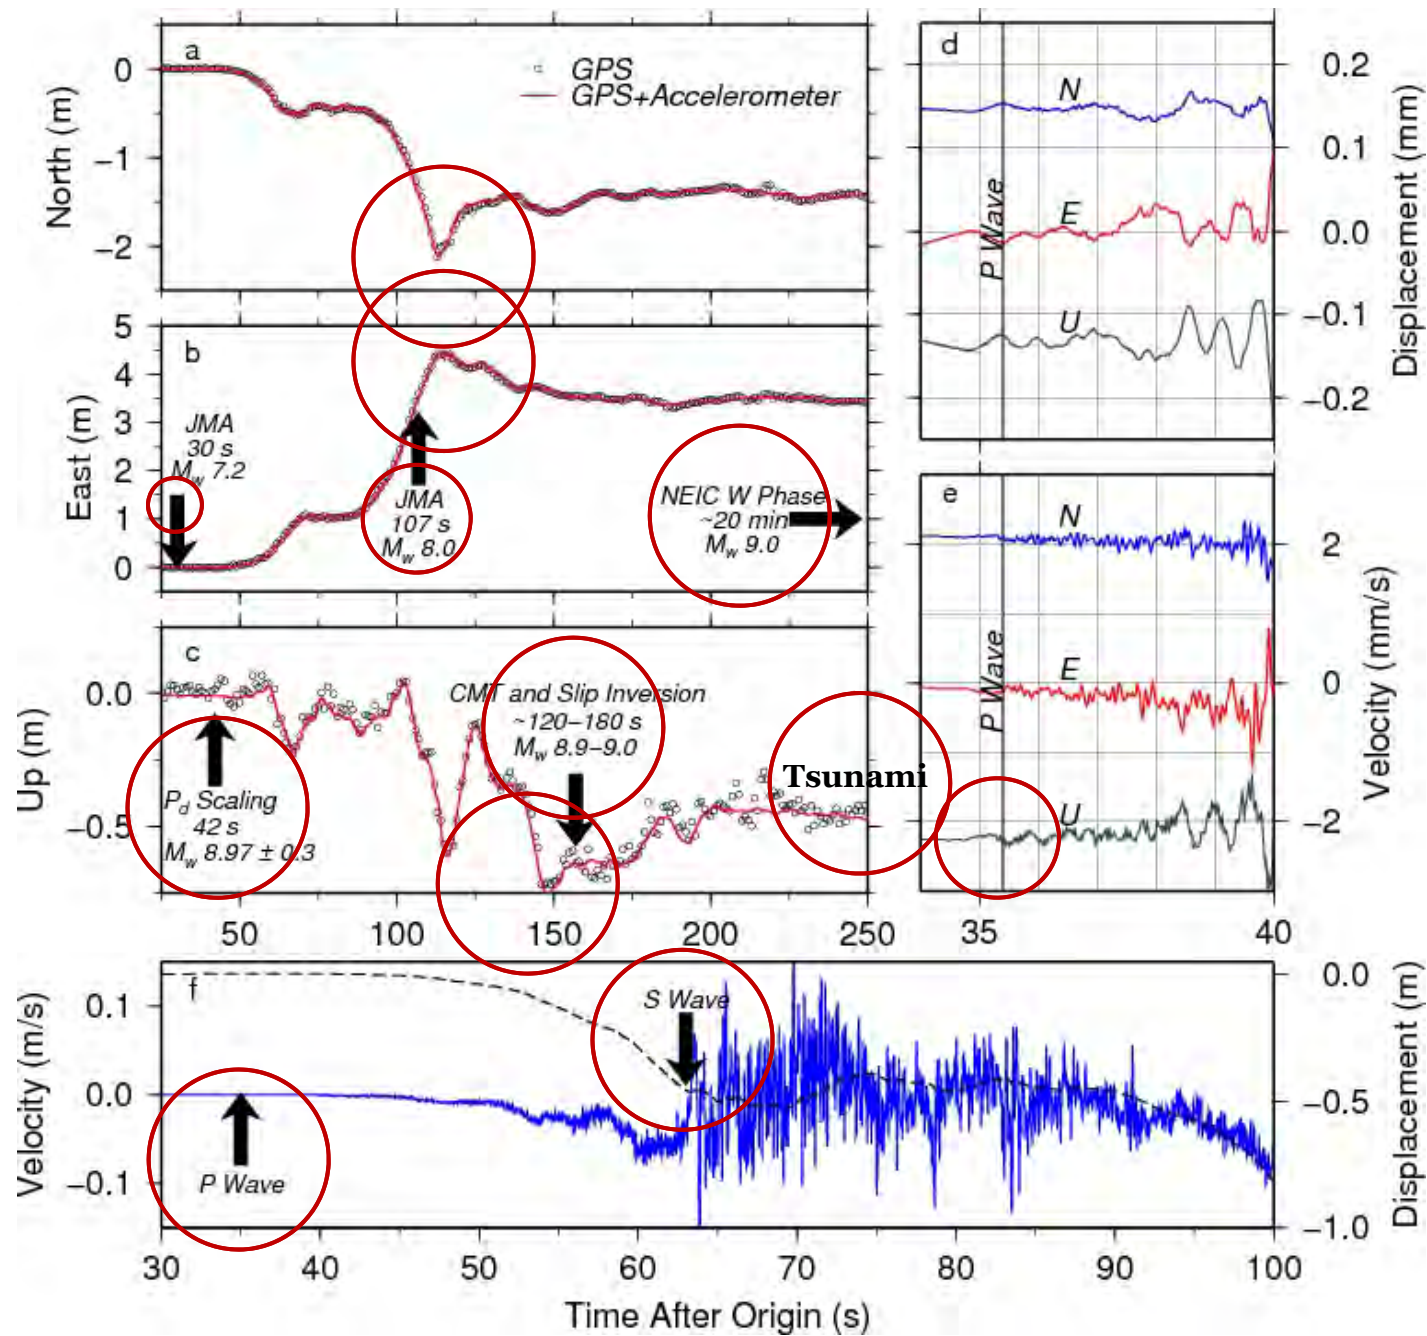 a
GPS
GPS+Accelerometer
North (m)
0
−1
−2
b
East (m)
5
4
3
2
1
0
JMA
30 s
Mw 7.2
JMA
107 s
Mw 8.0
NEIC W Phase
~20 min
Mw 9.0
c
Up (m)
0.0
−0.5
CMT and Slip Inversion
~120−180 s
Mw 8.9−9.0
Pd Scaling
42 s
Mw 8.97 ± 0.3
Tsunami
50 100 150 200 250
d
N
E
U
P Wave
0.2
0.1
0.0
−0.1
−0.2
Displacement (mm)
e
N
E
U
P Wave
2
0
−2
Velocity (mm/s)
35 40
f
Velocity (m/s)
0.1
0.0
−0.1
P Wave
S Wave
0.0
−0.5
−1.0
Displacement (m)
30 40 50 60 70 80 90 100
Time After Origin (s)